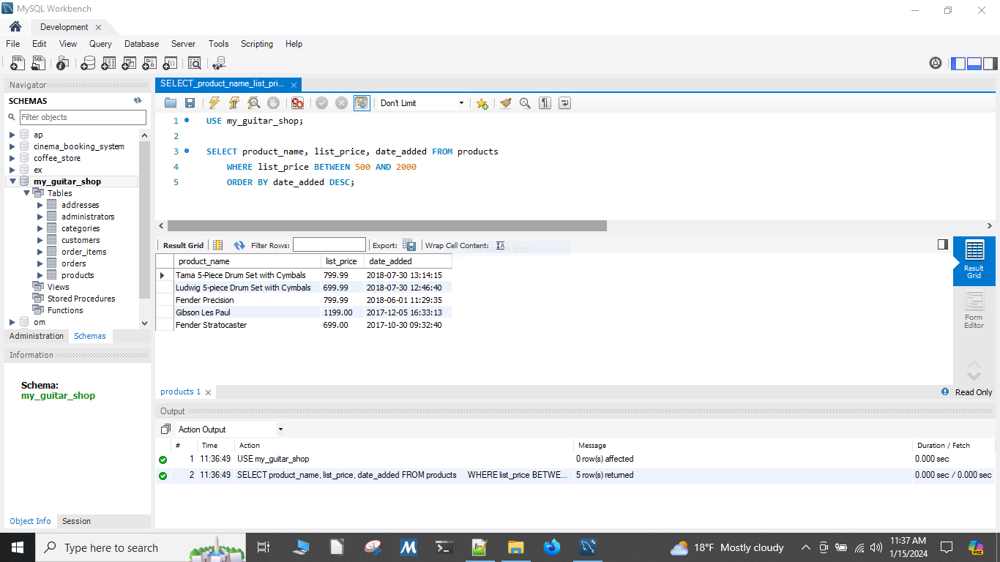 MySQL Workbench
Development
File Edit View Query Database Server Tools Scripting Help
Navigator
SCHEMAS
Filter objects
ap
cinema_booking_system
coffee_store
ex
my_guitar_shop
Tables
addresses
administrators
categories
customers
order_items
orders
products
Views
Stored Procedures
Functions
om
Administration Schemas
Information
Schema:
my_guitar_shop
Object Info Session
SELECT_product_name_list_pri...
Don't Limit
1 USE my_guitar_shop;
2
3 SELECT product_name, list_price, date_added FROM products
4 WHERE list_price BETWEEN 500 AND 2000
5 ORDER BY date_added DESC;
Result Grid Filter Rows: Export: Wrap Cell Content:
product_name list_price date_added
Tama 5-Piece Drum Set with Cymbals 799.99 2018-07-30 13:14:15
Ludwig 5-piece Drum Set with Cymbals 699.99 2018-07-30 12:46:40
Fender Precision 799.99 2018-06-01 11:29:35
Gibson Les Paul 1199.00 2017-12-05 16:33:13
Fender Stratocaster 699.00 2017-10-30 09:32:40
Result
Grid
Form
Editor
products 1
Read Only
Output
Action Output
# Time Action Message Duration / Fetch
1 11:36:49 USE my_guitar_shop 0 row(s) affected 0.000 sec
2 11:36:49 SELECT product_name, list_price, date_added FROM products WHERE list_price BETWE... 5 row(s) returned 0.000 sec / 0.000 sec
Type here to search
18°F Mostly cloudy
11:37 AM
1/15/2024
PRE